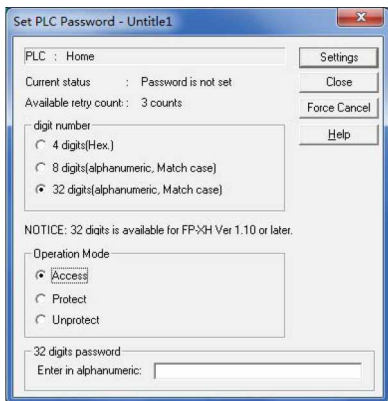 Set PLC Password - Untitle1
PLC : Home
Settings
Current status : Password is not set
Close
Available retry count: : 3 counts
Force Cancel
digit number
Help
4 digits(Hex.)
8 digits(alphanumeric, Match case)
32 digits(alphanumeric, Match case)
NOTICE: 32 digits is available for FP-XH Ver 1.10 or later.
Operation Mode
Access
Protect
Unprotect
32 digits password
Enter in alphanumeric: